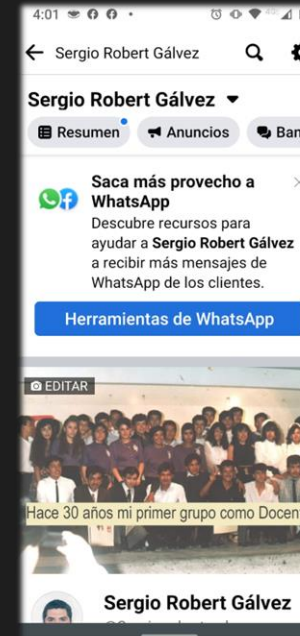 4:01
Sergio Robert Gálvez
Sergio Robert Gálvez
Resumen
Anuncios
Saca más provecho a
WhatsApp
Descubre recursos para
ayudar a Sergio Robert Gálvez
a recibir más mensajes de
WhatsApp de los clientes.
Herramientas de WhatsApp
EDITAR
Hace 30 años mi primer grupo como Docen
Sergio Robert Gálvez